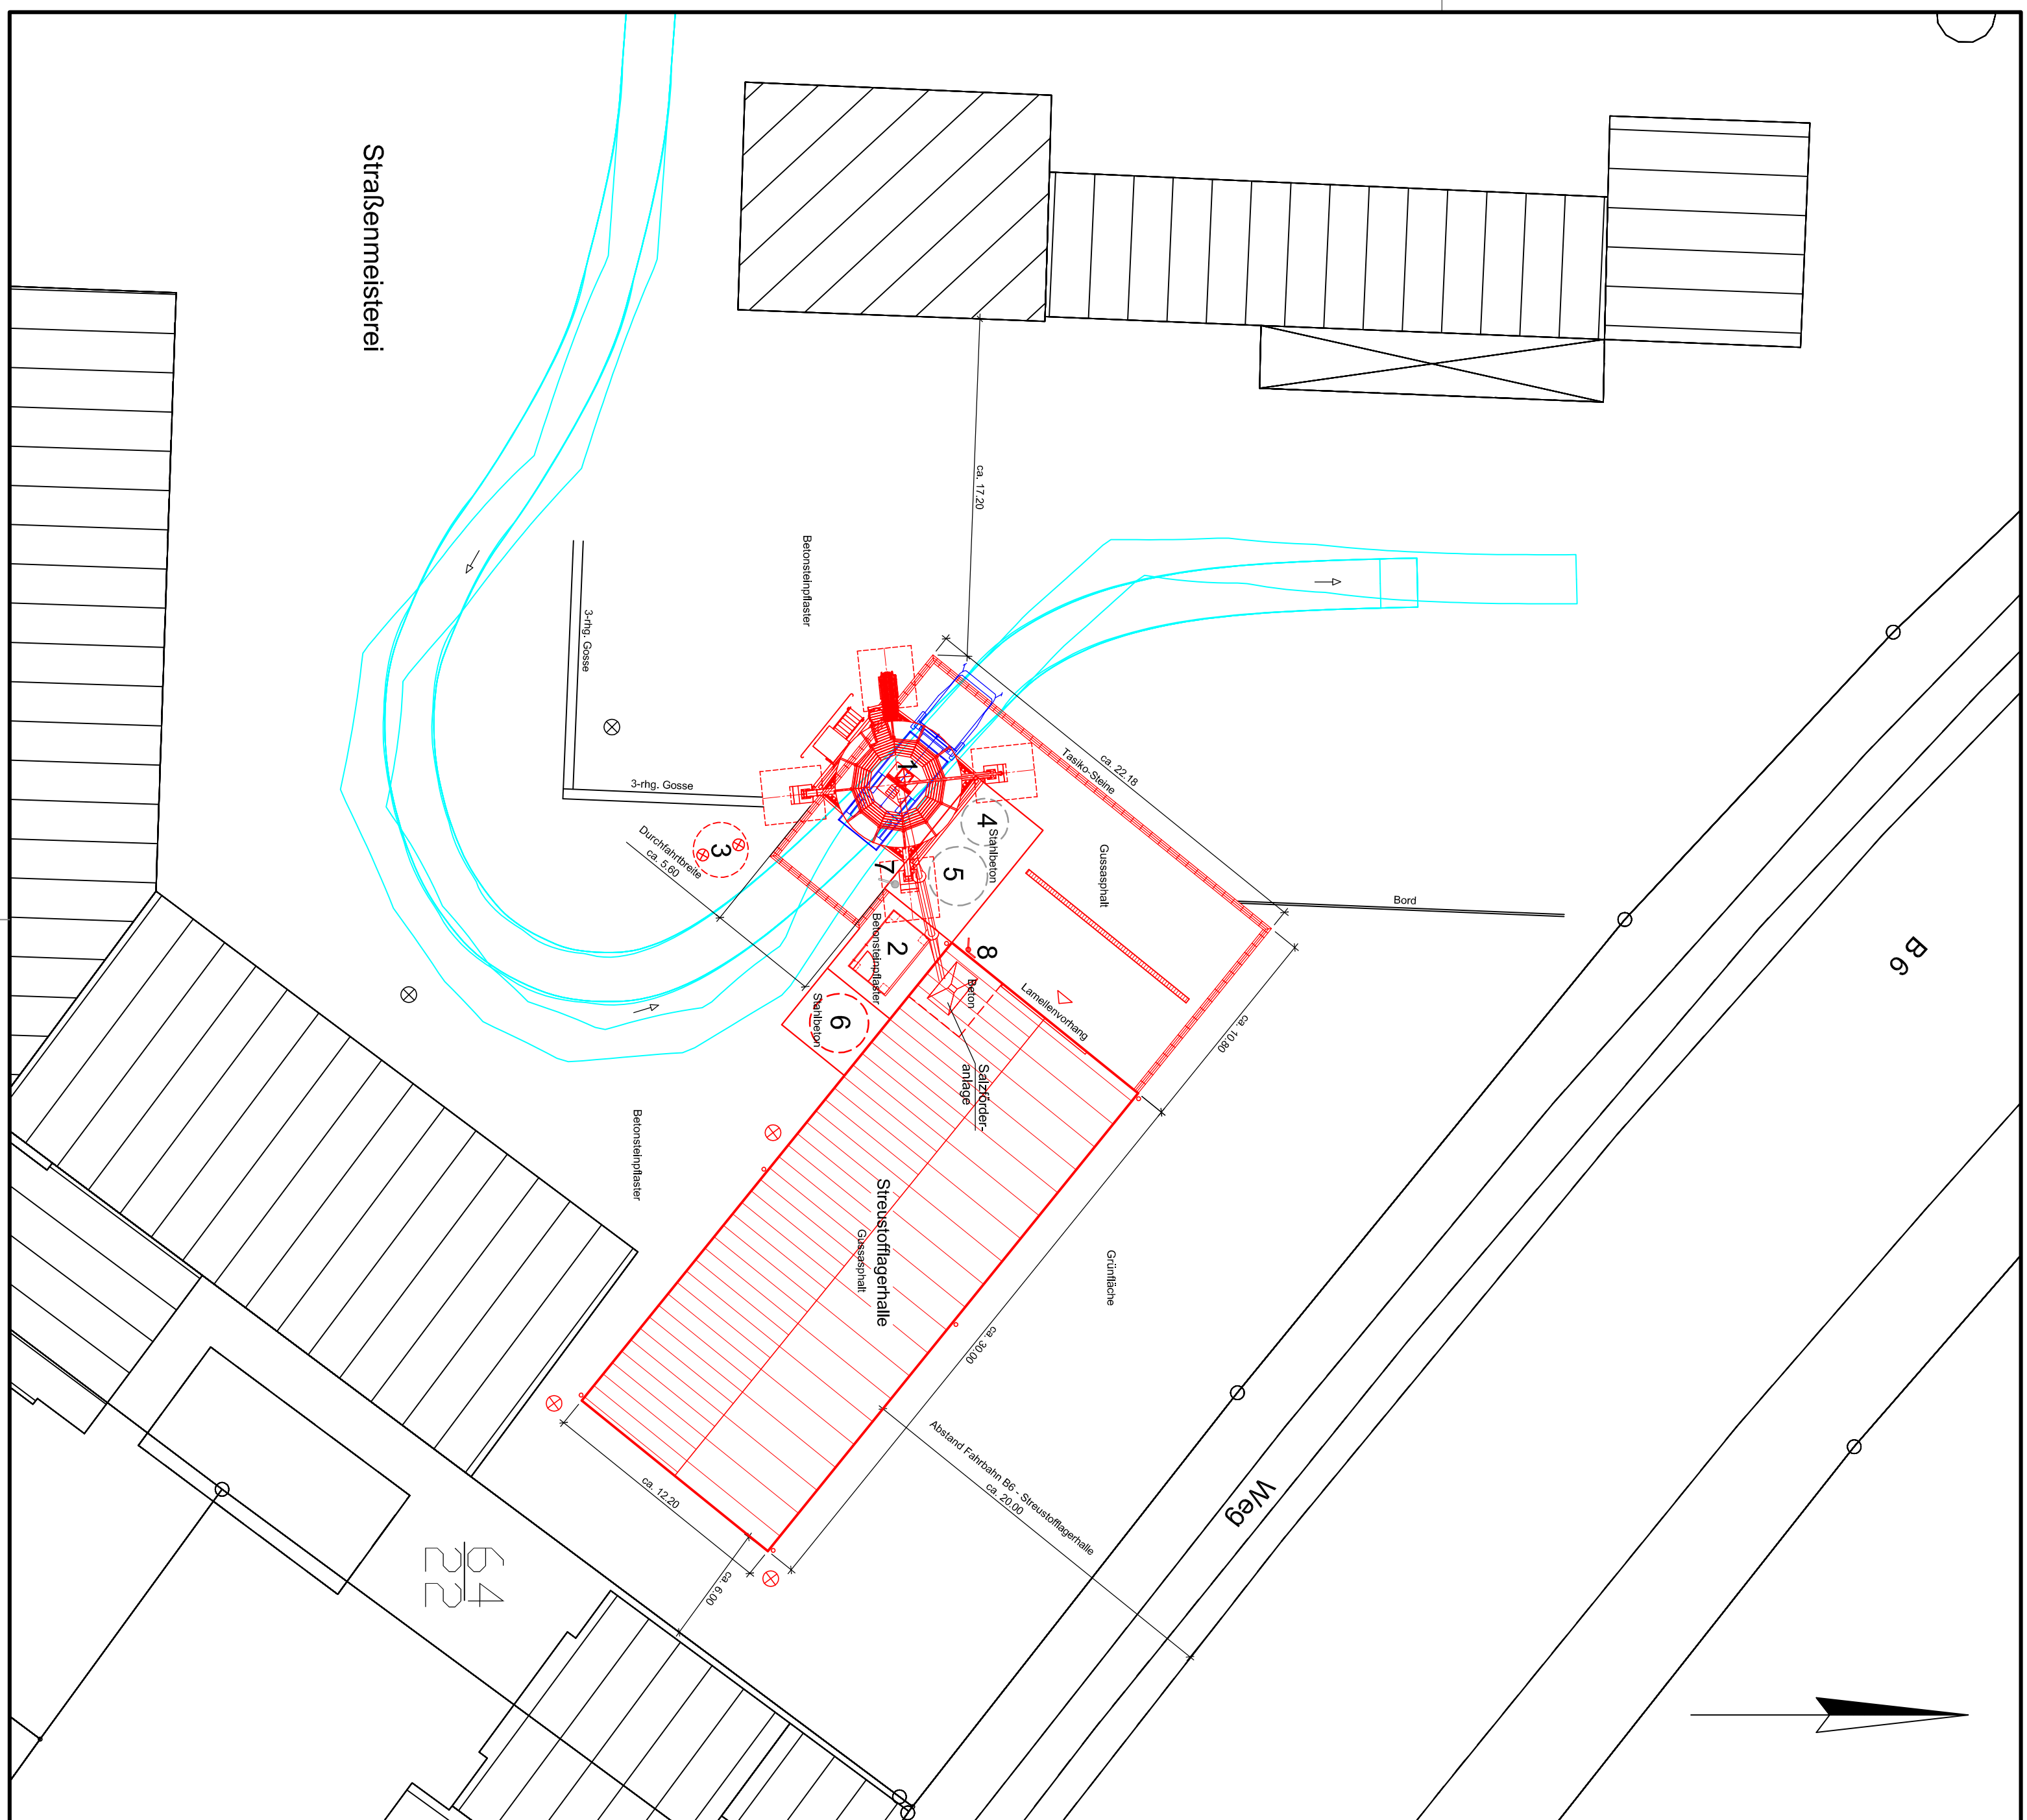 Straßenmeisterei
ca. 17.20
Betonsteinpflaster
3-rhg. Gosse
3-rhg. Gosse
Durchfahrtbreite
ca. 5.60
ca. 22.18
Tasiko-Steine
1
2
3
4
5
6
7
8
Stahlbeton
Gussasphalt
Bord
B 6
Betonsteinpflaster
Stahlbeton
Beton
Lamellenvorhang
ca. 10.80
Salzförder-
anlage
Betonsteinpflaster
Streustofflagerhalle
Gussasphalt
Grünfläche
ca. 30.00
Abstand Fahrbahn B6 - Streustofflagerhalle
ca. 20.00
ca. 12.20
ca. 6.00
Weg
64
22